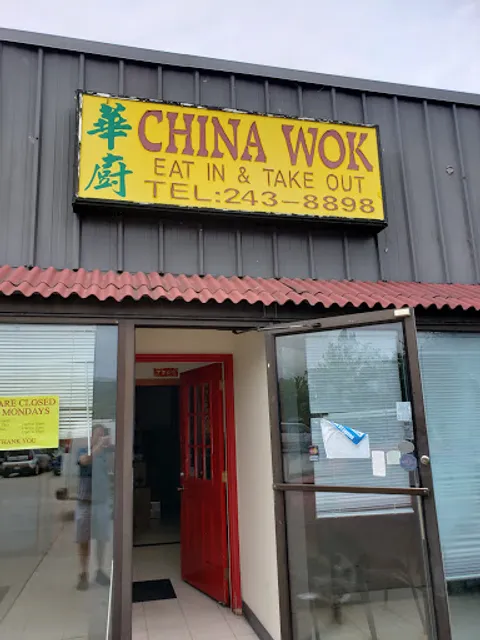 華廚
CHINA WOK
EAT IN & TAKE OUT
TEL:243-8898
ARE CLOSED
MONDAYS
THANK YOU